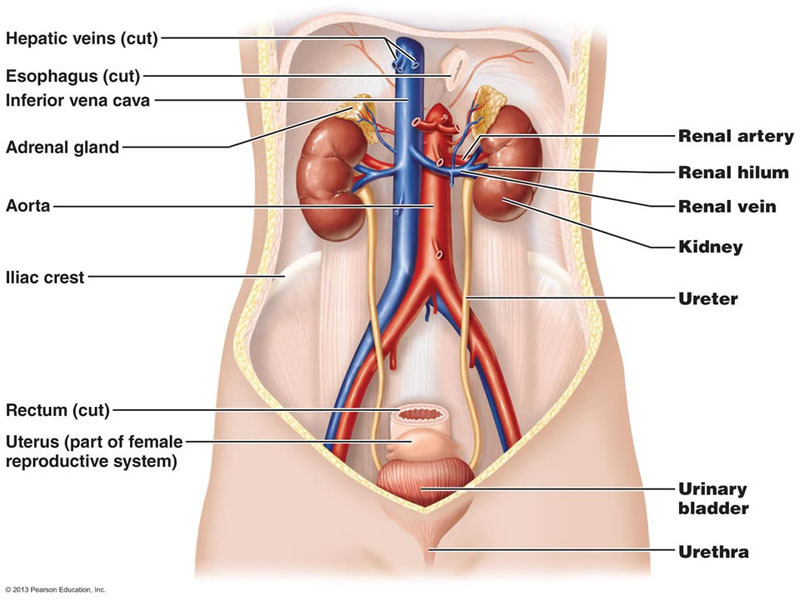 Hepatic veins (cut)
Esophagus (cut)
Inferior vena cava
Adrenal gland
Aorta
Iliac crest
Rectum (cut)
Uterus (part of female
reproductive system)
Renal artery
Renal hilum
Renal vein
Kidney
Ureter
Urinary
bladder
Urethra
© 2013 Pearson Education, Inc.